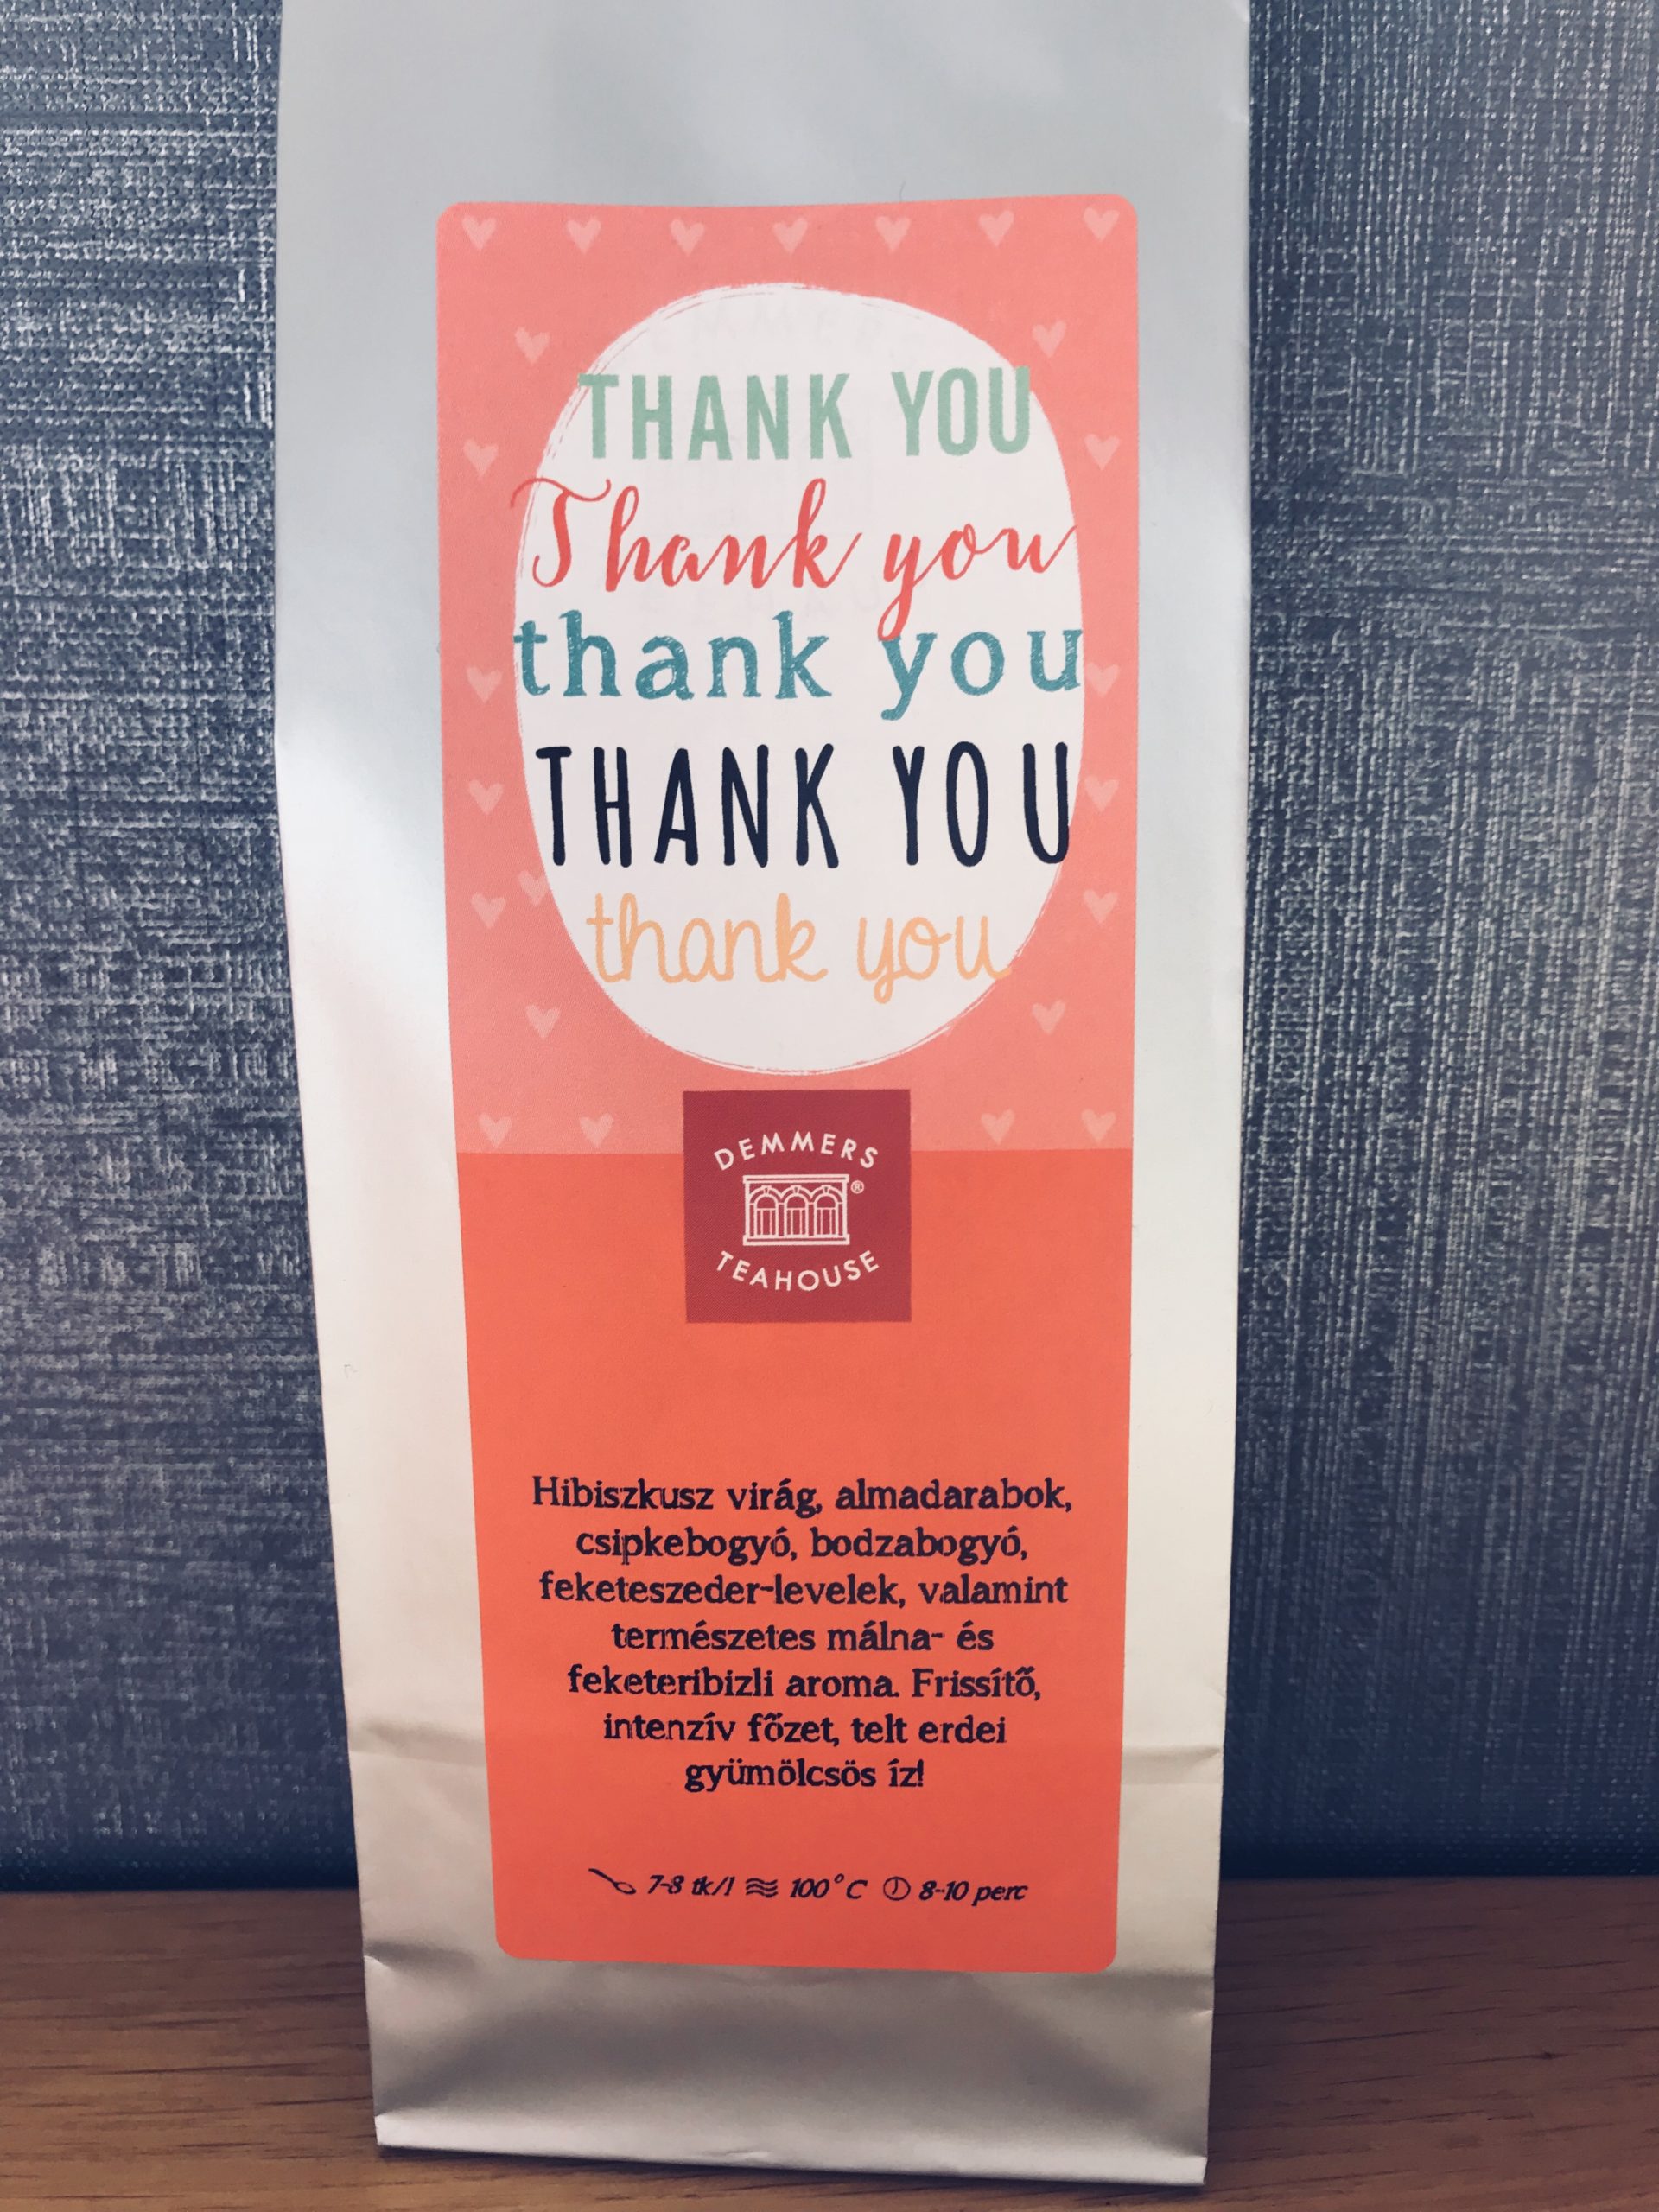 THANK YOU
Thank you
thank you
THANK YOU
thank you
DEMMERS
®
TEAHOUSE
Hibiszkusz virág, almadarabok,
csipkebogyó, bodzabogyó,
feketeszeder-levelek, valamint
természetes málna- és
feketeribizli aroma. Frissítő,
intenzív főzet, telt erdei
gyümölcsös íz!
7-8 tk/l 100°C 8-10 perc